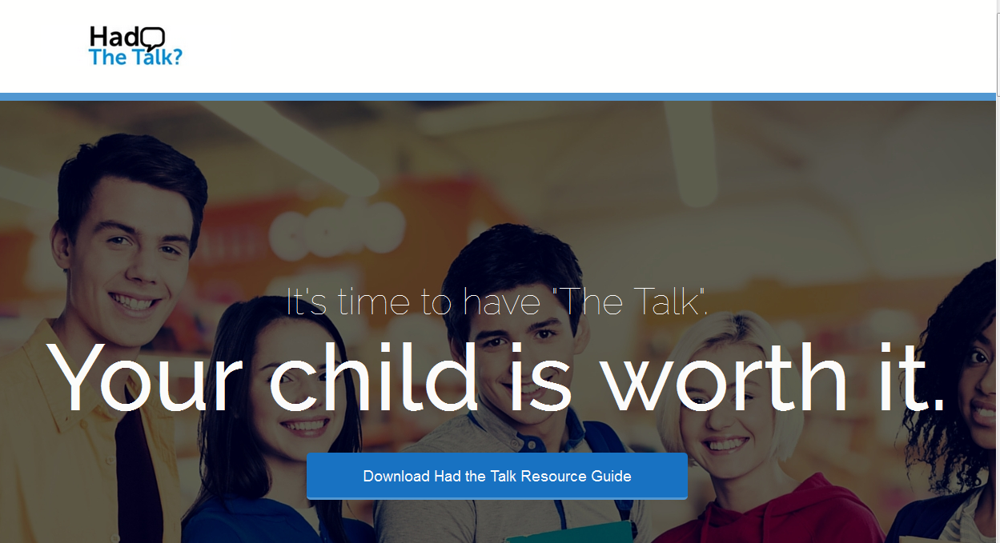 Had
The Talk?
It's time to have "The Talk".
Your child is worth it.
Download Had the Talk Resource Guide